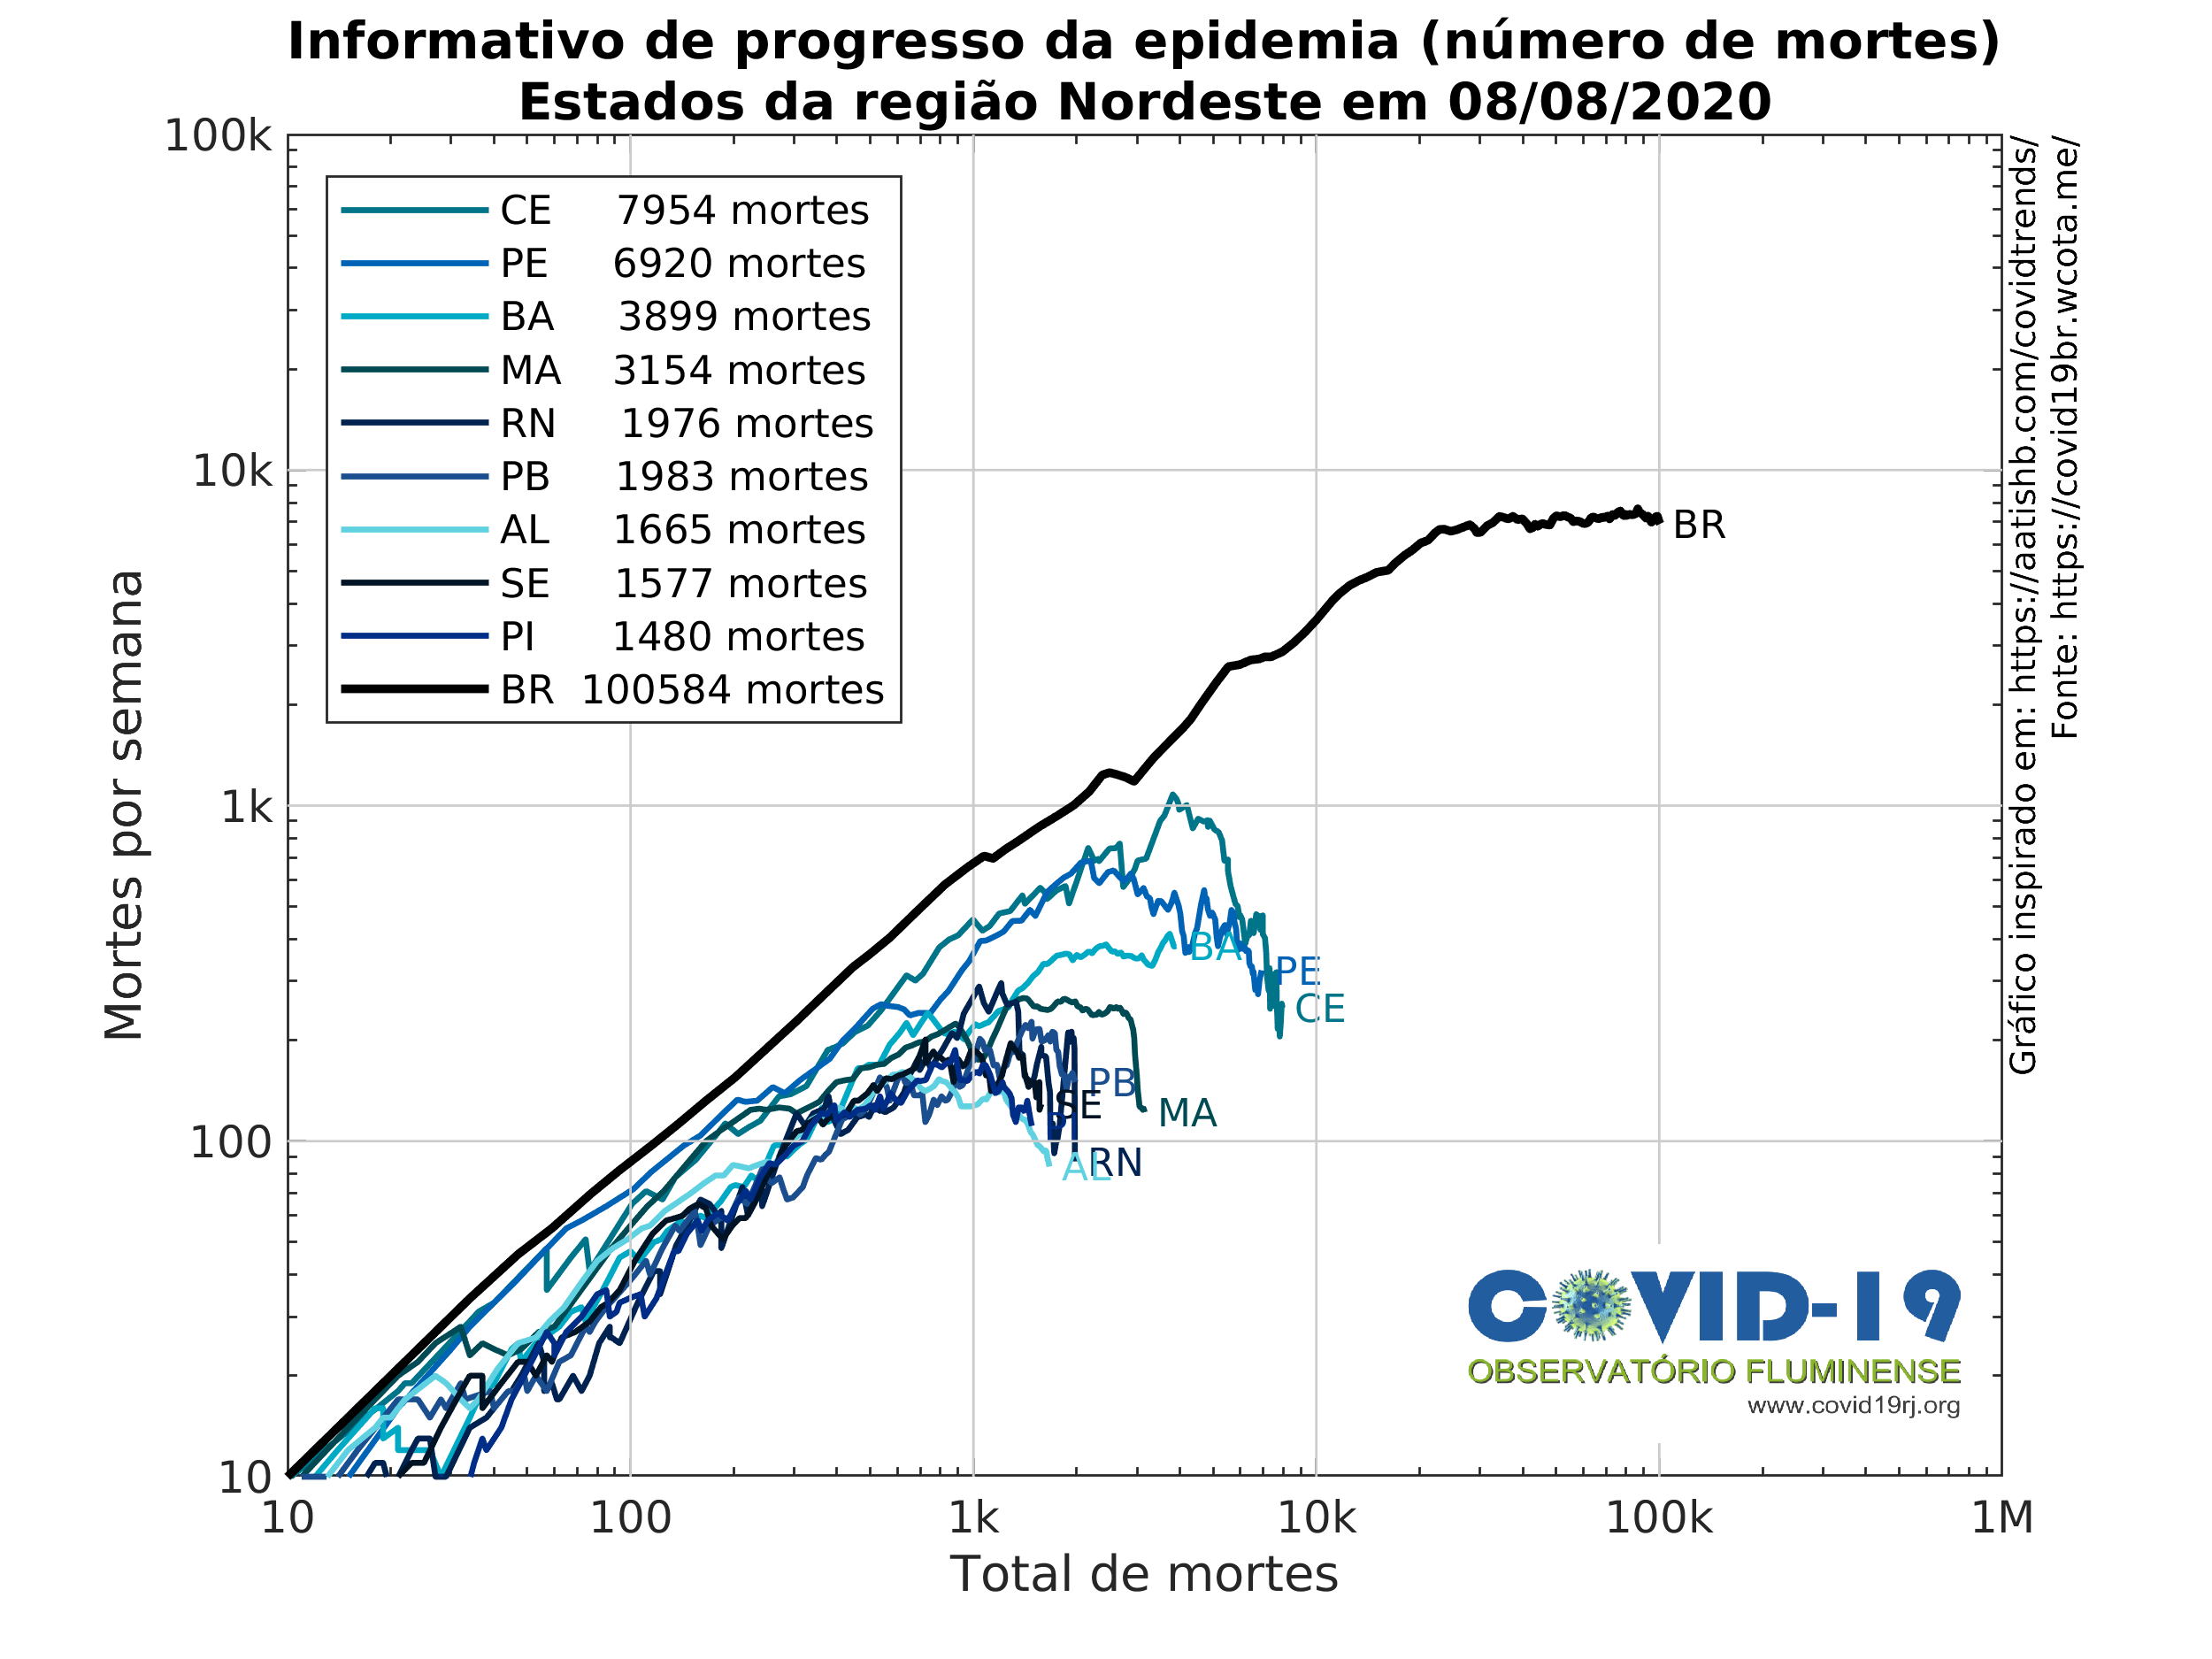 Informativo de progresso da epidemia (número de mortes)
Estados da região Nordeste em 08/08/2020
100k
10k
1k
100
10
Mortes por semana
CE 7954 mortes
PE 6920 mortes
BA 3899 mortes
MA 3154 mortes
RN 1976 mortes
PB 1983 mortes
AL 1665 mortes
SE 1577 mortes
PI 1480 mortes
BR 100584 mortes
BR
BA
PE
CE
PB
SE
MA
PI
RN
AL
Gráfico inspirado em: https://aatishb.com/covidtrends/
Fonte: https://covid19br.wcota.me/
COVID-19
OBSERVATÓRIO FLUMINENSE
www.covid19rj.org
10
100
1k
10k
100k
1M
Total de mortes